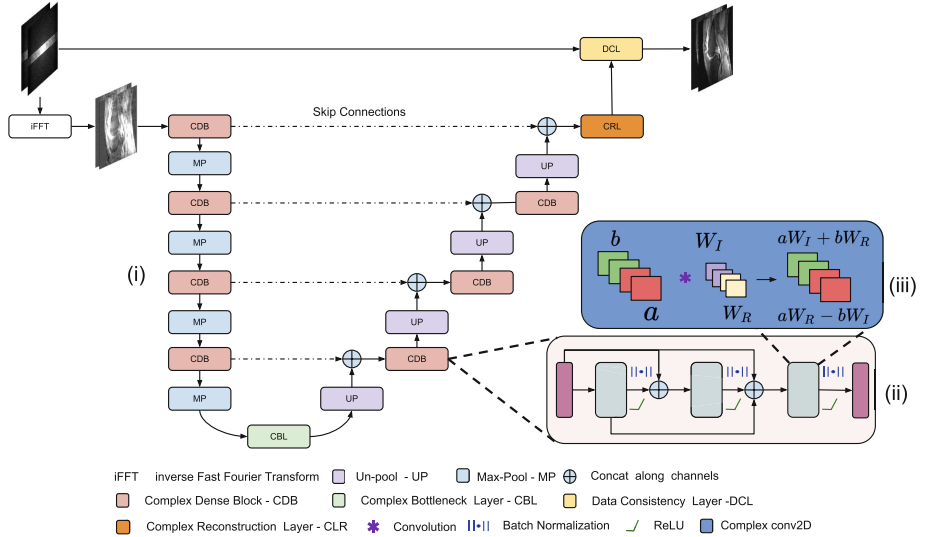 DCL
iFFT
Skip Connections
CDB
CRL
MP
UP
CDB
CDB
MP
UP
(i)
CDB
CDB
MP
UP
CDB
CDB
MP
UP
CBL
b
W_I
aW_I + bW_R
a
W_R
aW_R − bW_I
(iii)
||•|| ||•|| ||•||
(ii)
iFFT inverse Fast Fourier Transform Un-pool - UP Max-Pool - MP Concat along channels
Complex Dense Block - CDB Complex Bottleneck Layer - CBL Data Consistency Layer -DCL
Complex Reconstruction Layer - CLR Convolution ||•|| Batch Normalization ReLU Complex conv2D